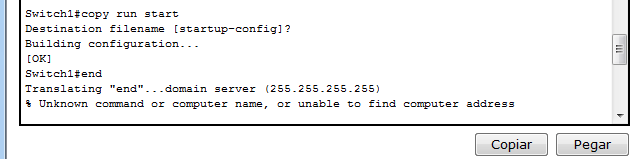 Switch1#copy run start
Destination filename [startup-config]?
Building configuration...
[OK]
Switch1#end
Translating "end"...domain server (255.255.255.255)
% Unknown command or computer name, or unable to find computer address
Copiar Pegar